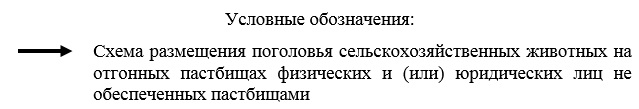 Условные обозначения:
Схема размещения поголовья сельскохозяйственных животных на
отгонных пастбищах физических и (или) юридических лиц не
обеспеченных пастбищами